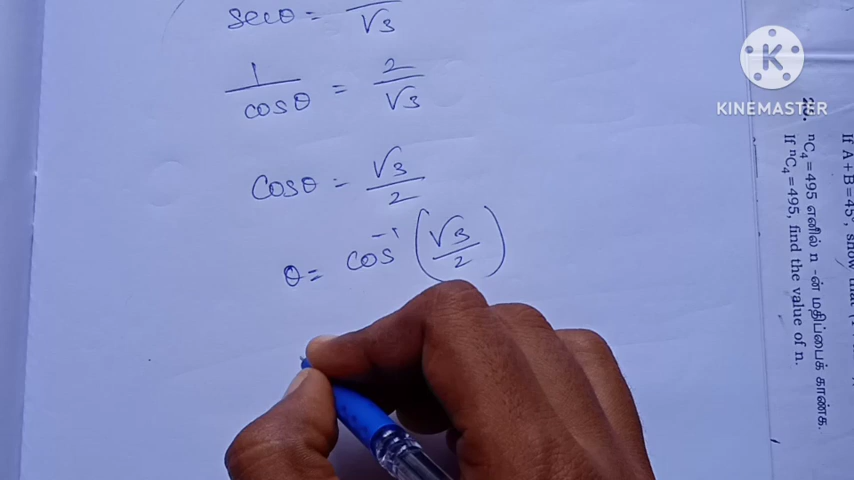 secθ = /√3
1/cosθ = 2/√3
cosθ = √3/2
θ = cos⁻¹(√3/2)
KINEMASTER
If A + B = 45°, show that (1
ⁿC₄ = 495 எனில் n -ன் மதிப்பைக் காண்க.
If ⁿC₄ = 495, find the value of n.